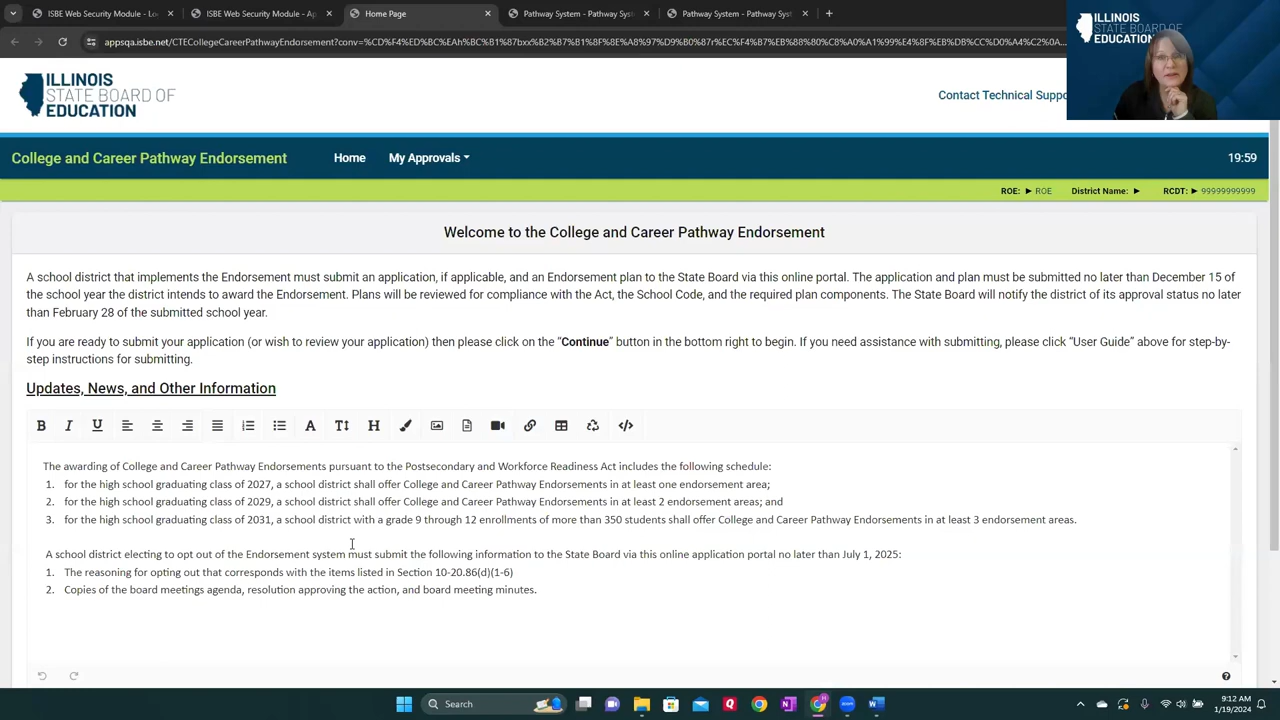 ISBE Web Security Module - Lo
ISBE Web Security Module - Ap
Home Page
Pathway System - Pathway Syst
Pathway System - Pathway Syst
ILLINOIS
STATE BOARD OF
EDUCATION
ILLINOIS
STATE BOARD OF
EDUCATION
Contact Technical Suppo
College and Career Pathway Endorsement
Home
My Approvals
19:59
ROE: ► ROE District Name: ► RCDT: ► 99999999999
Welcome to the College and Career Pathway Endorsement
A school district that implements the Endorsement must submit an application, if applicable, and an Endorsement plan to the State Board via this online portal. The application and plan must be submitted no later than December 15 of
the school year the district intends to award the Endorsement. Plans will be reviewed for compliance with the Act, the School Code, and the required plan components. The State Board will notify the district of its approval status no later
than February 28 of the submitted school year.
If you are ready to submit your application (or wish to review your application) then please click on the “Continue” button in the bottom right to begin. If you need assistance with submitting, please click “User Guide” above for step-by-
step instructions for submitting.
Updates, News, and Other Information
The awarding of College and Career Pathway Endorsements pursuant to the Postsecondary and Workforce Readiness Act includes the following schedule:
1. for the high school graduating class of 2027, a school district shall offer College and Career Pathway Endorsements in at least one endorsement area;
2. for the high school graduating class of 2029, a school district shall offer College and Career Pathway Endorsements in at least 2 endorsement areas; and
3. for the high school graduating class of 2031, a school district with a grade 9 through 12 enrollments of more than 350 students shall offer College and Career Pathway Endorsements in at least 3 endorsement areas.
A school district electing to opt out of the Endorsement system must submit the following information to the State Board via this online application portal no later than July 1, 2025:
1. The reasoning for opting out that corresponds with the items listed in Section 10-20.86(d)(1-6)
2. Copies of the board meetings agenda, resolution approving the action, and board meeting minutes.
Search
9:12 AM
1/19/2024